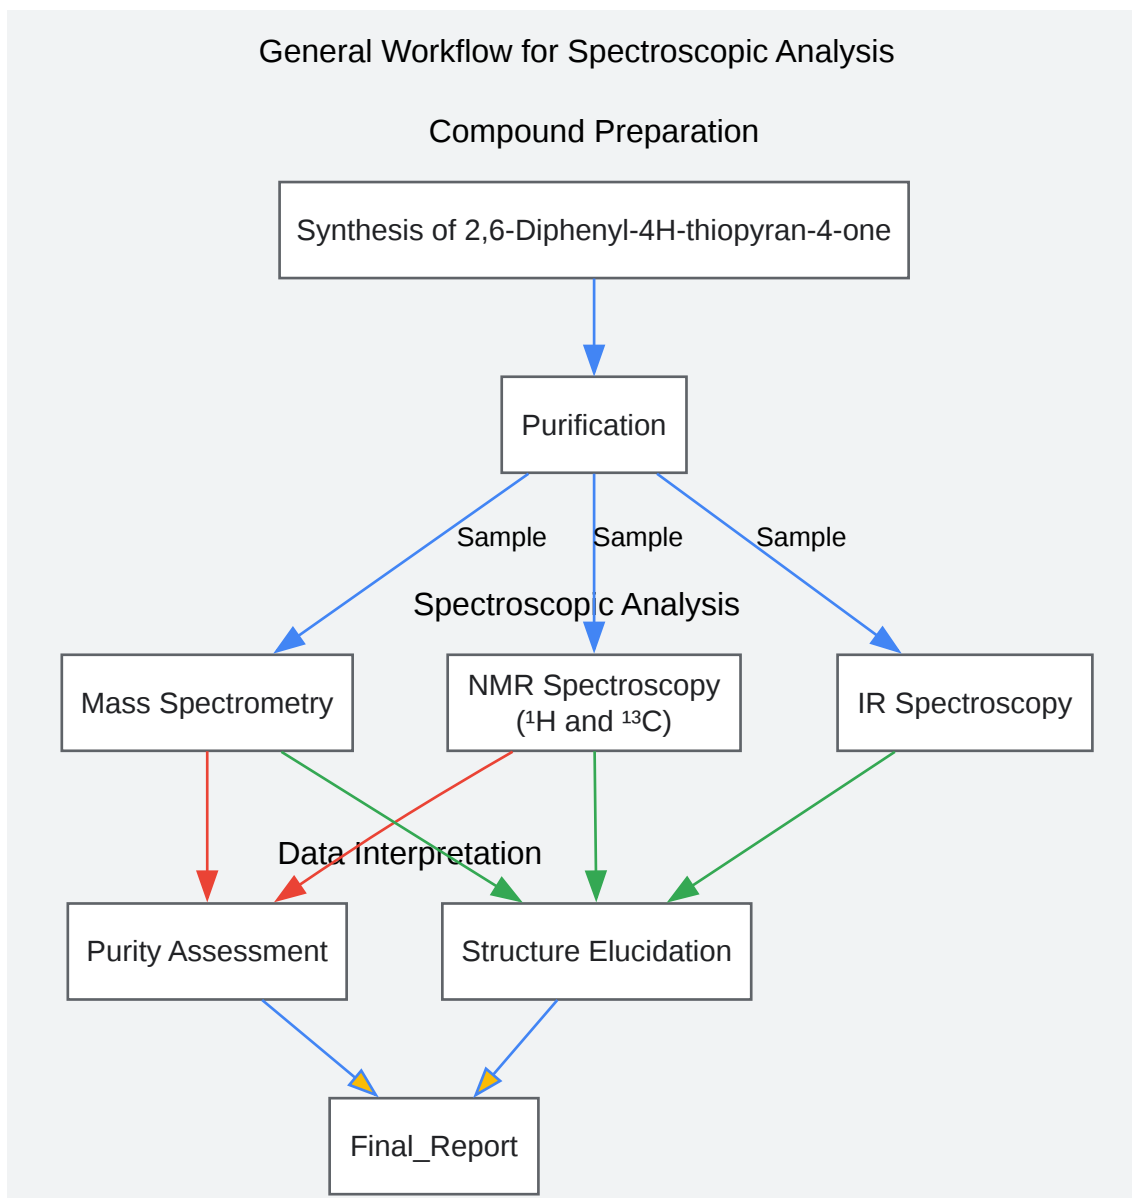 General Workflow for Spectroscopic Analysis
Compound Preparation
Synthesis of 2,6-Diphenyl-4H-thiopyran-4-one
Purification
Sample
Sample
Sample
Spectroscopic Analysis
Mass Spectrometry
NMR Spectroscopy
(¹H and ¹³C)
IR Spectroscopy
Data Interpretation
Purity Assessment
Structure Elucidation
Final_Report